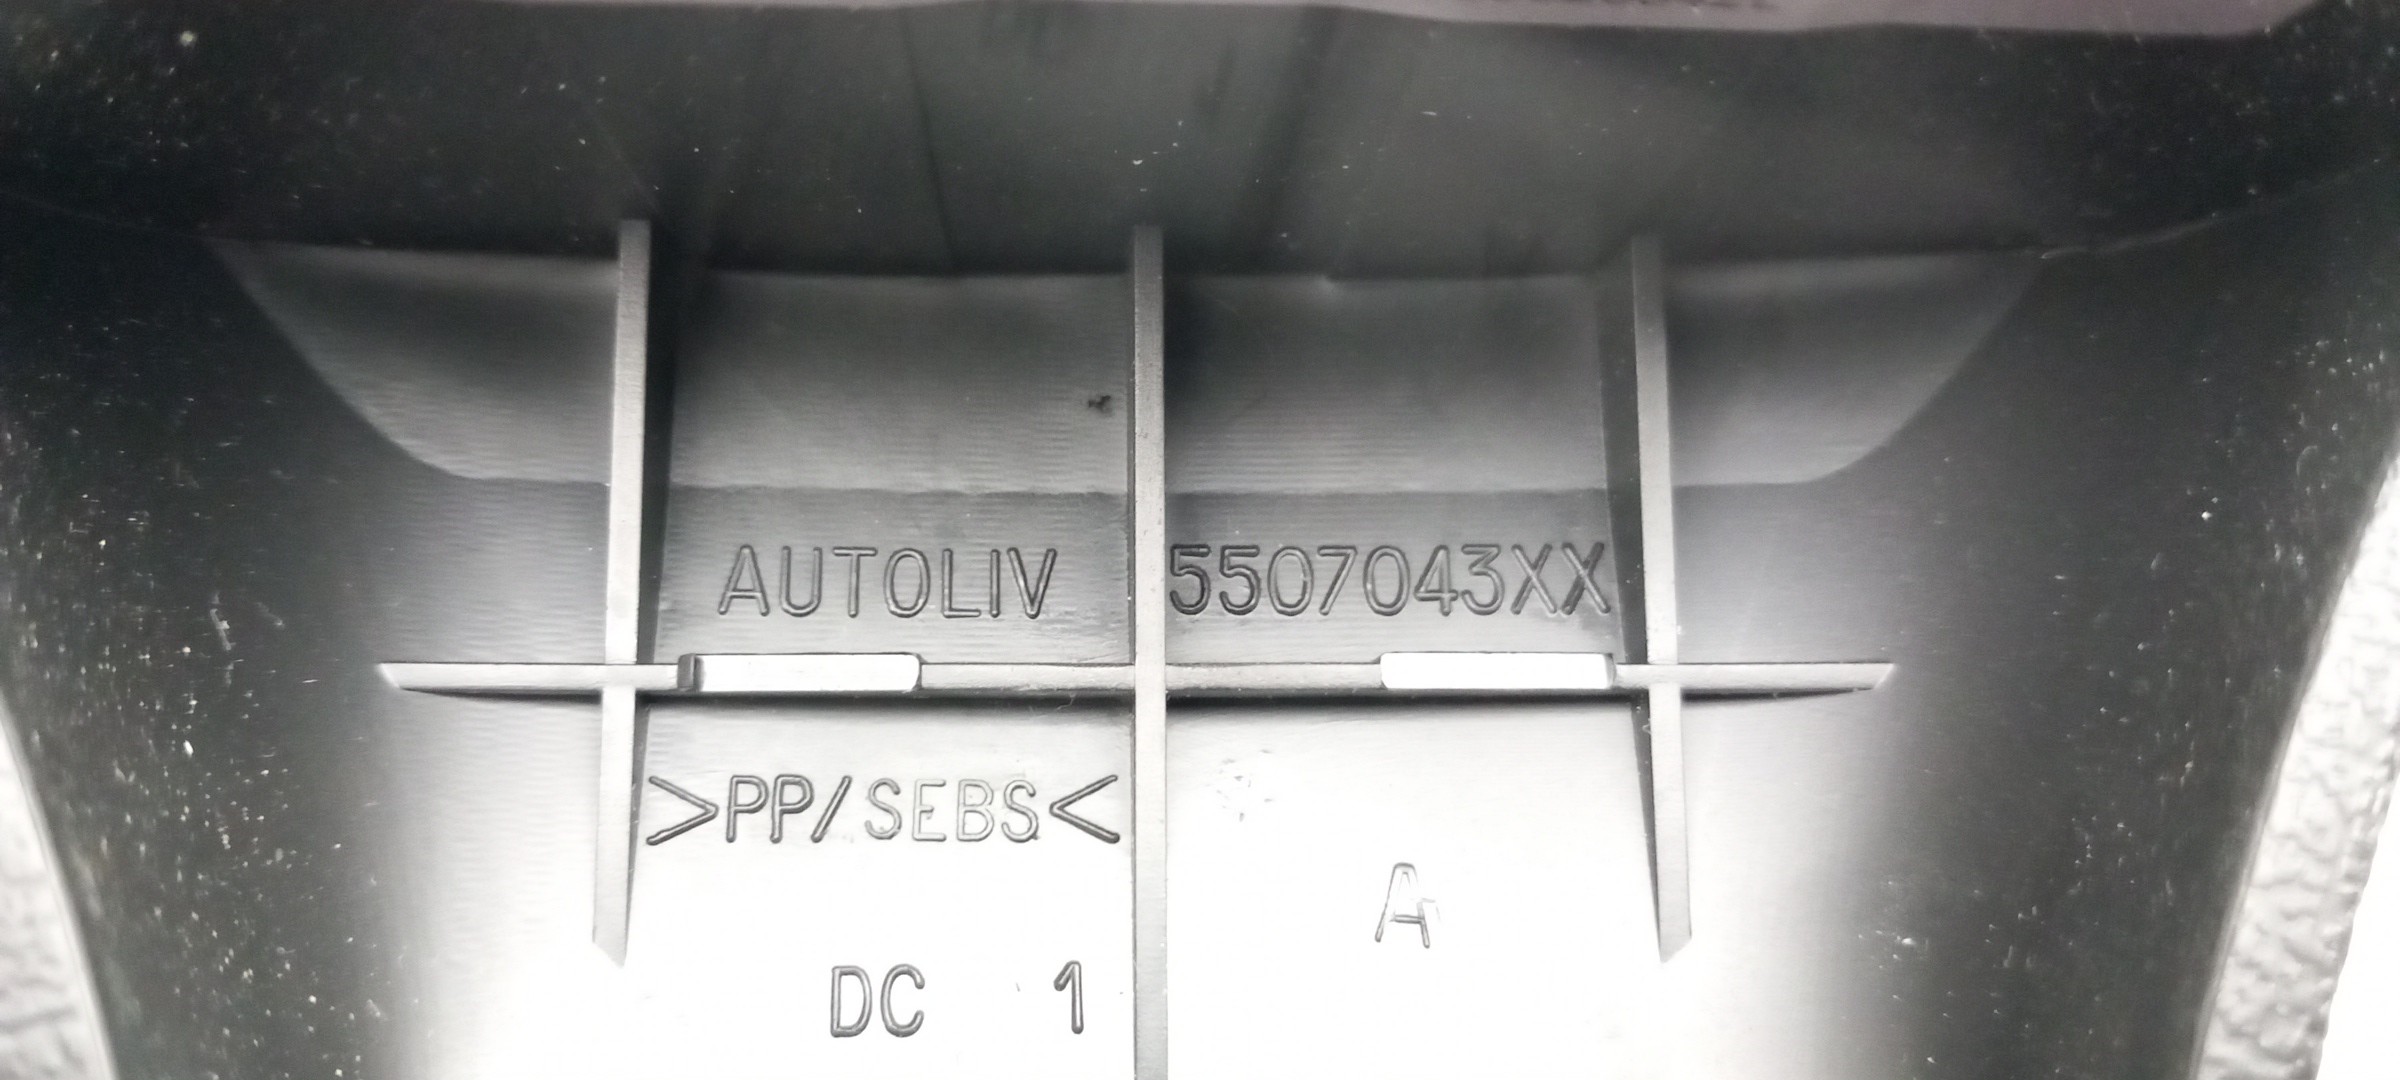 AUTOLIV 5507043XX
>PP/SEBS<
A
DC 1